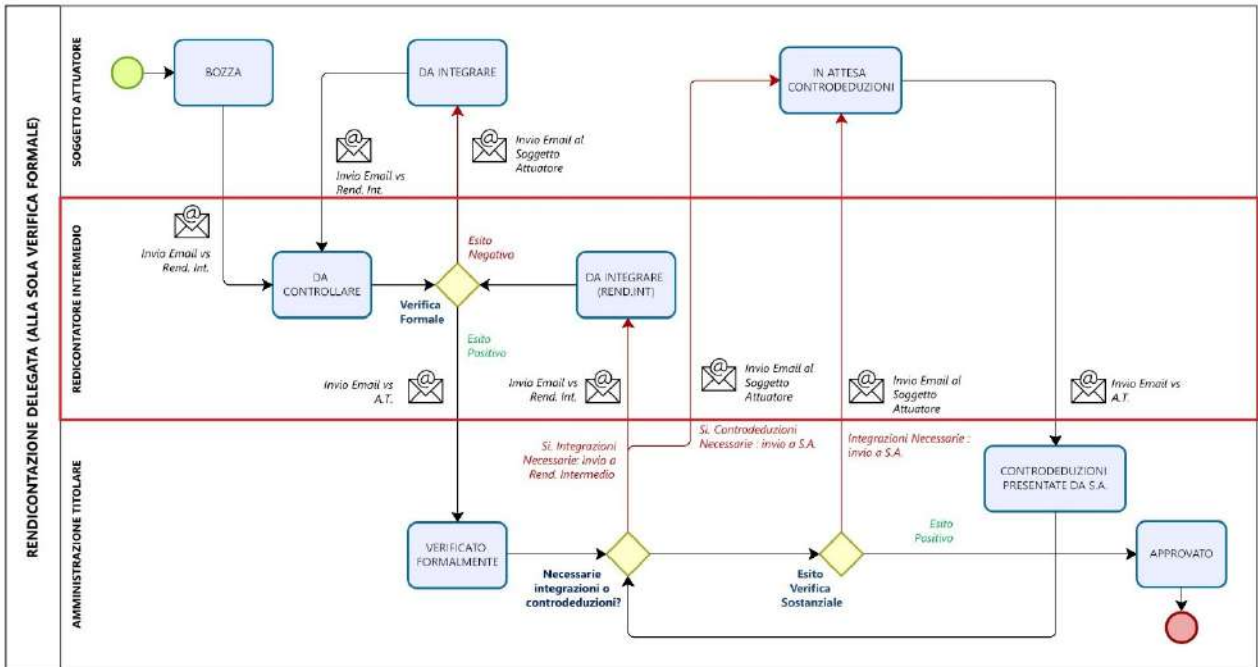 RENDICONTAZIONE DELEGATA (ALLA SOLA VERIFICA FORMALE)
SOGGETTO ATTUATORE
BOZZA
DA INTEGRARE
IN ATTESA
CONTRODEDUZIONI
@
Invio Email vs
Rend. Int.
@
Invio Email al
Soggetto
Attuatore
REDICONTATORE INTERMEDIO
@
Invio Email vs
Rend. Int.
DA
CONTROLLARE
Esito
Negativo
Verifica
Formale
DA INTEGRARE
(REND.INT)
Esito
Positivo
Invio Email vs
A.T.
@
Invio Email vs
Rend. Int.
@
@
Invio Email al
Soggetto
Attuatore
@
Invio Email al
Soggetto
Attuatore
@
Invio Email vs
A.T.
AMMINISTRAZIONE TITOLARE
Si. Integrazioni
Necessarie: invio a
Rend. Intermedio
Si. Controdeduzioni
Necessarie : invio a S.A.
Integrazioni Necessarie :
invio a S.A.
CONTRODEDUZIONI
PRESENTATE DA S.A.
VERIFICATO
FORMALMENTE
Necessarie
integrazioni o
controdeduzioni?
Esito
Verifica
Sostanziale
Esito
Positivo
APPROVATO